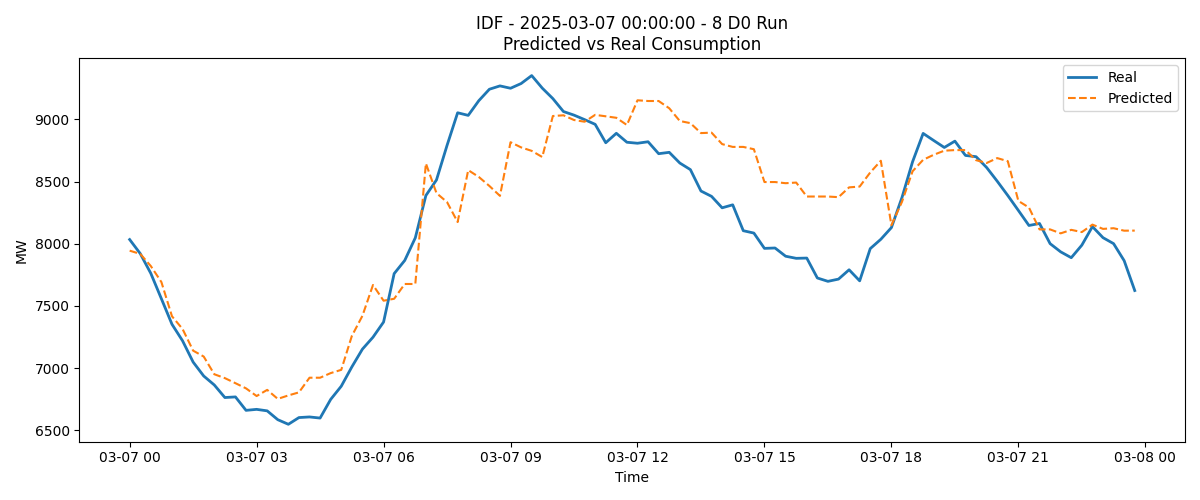 IDF - 2025-03-07 00:00:00 - 8 D0 Run
Predicted vs Real Consumption
Real
Predicted
MW
9000
8500
8000
7500
7000
6500
03-07 00
03-07 03
03-07 06
03-07 09
03-07 12
03-07 15
03-07 18
03-07 21
03-08 00
Time